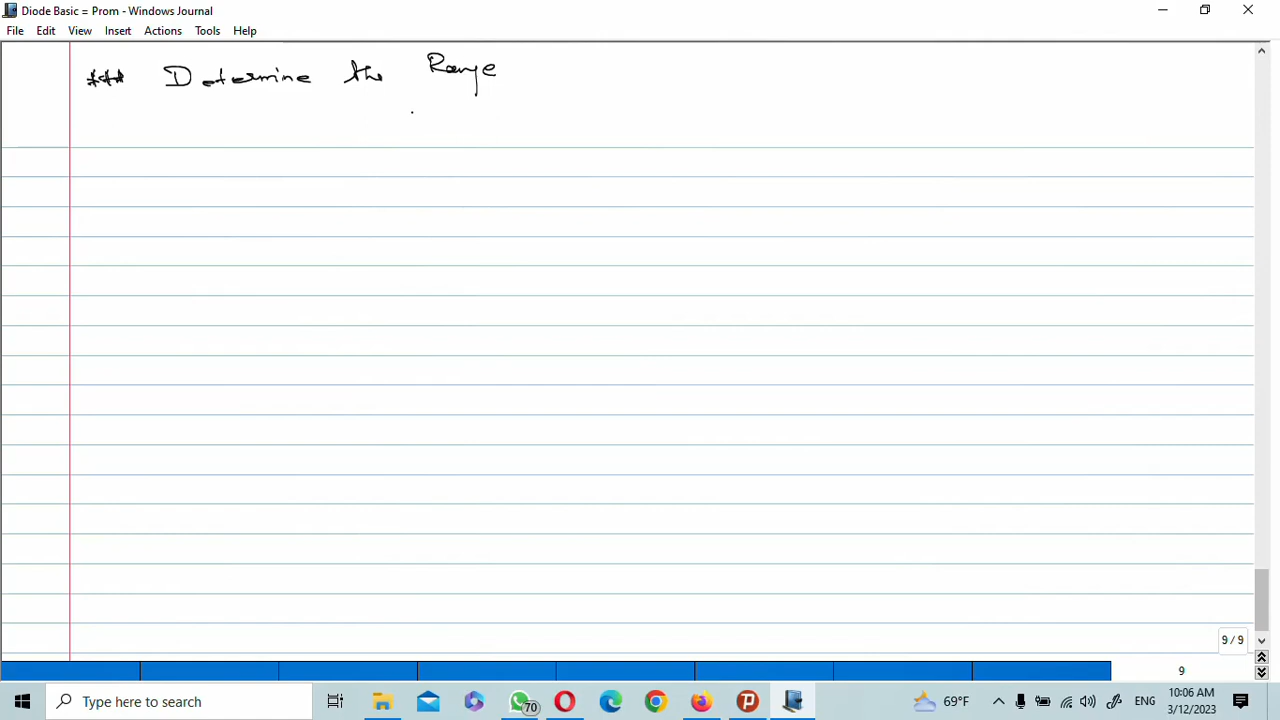 Diode Basic = Prom - Windows Journal
File Edit View Insert Actions Tools Help
*** Determine the Range
9 / 9
9
Type here to search
70
69°F
ENG
10:06 AM
3/12/2023